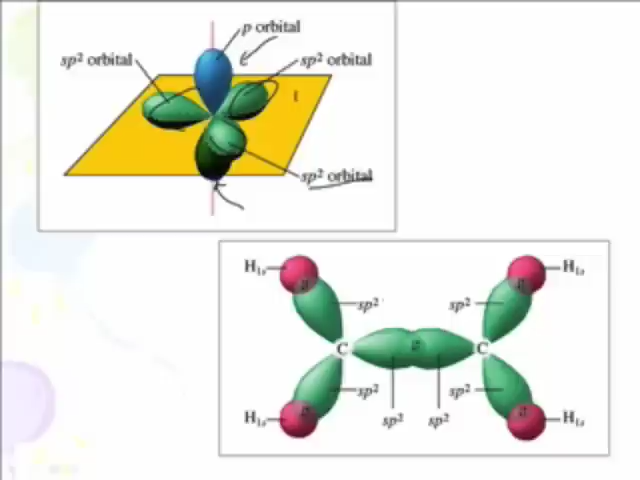 p orbital
sp² orbital
sp² orbital
sp² orbital
H1s
H1s
sp²
sp²
C
σ
C
sp²
sp²
H1s
sp²
sp²
H1s